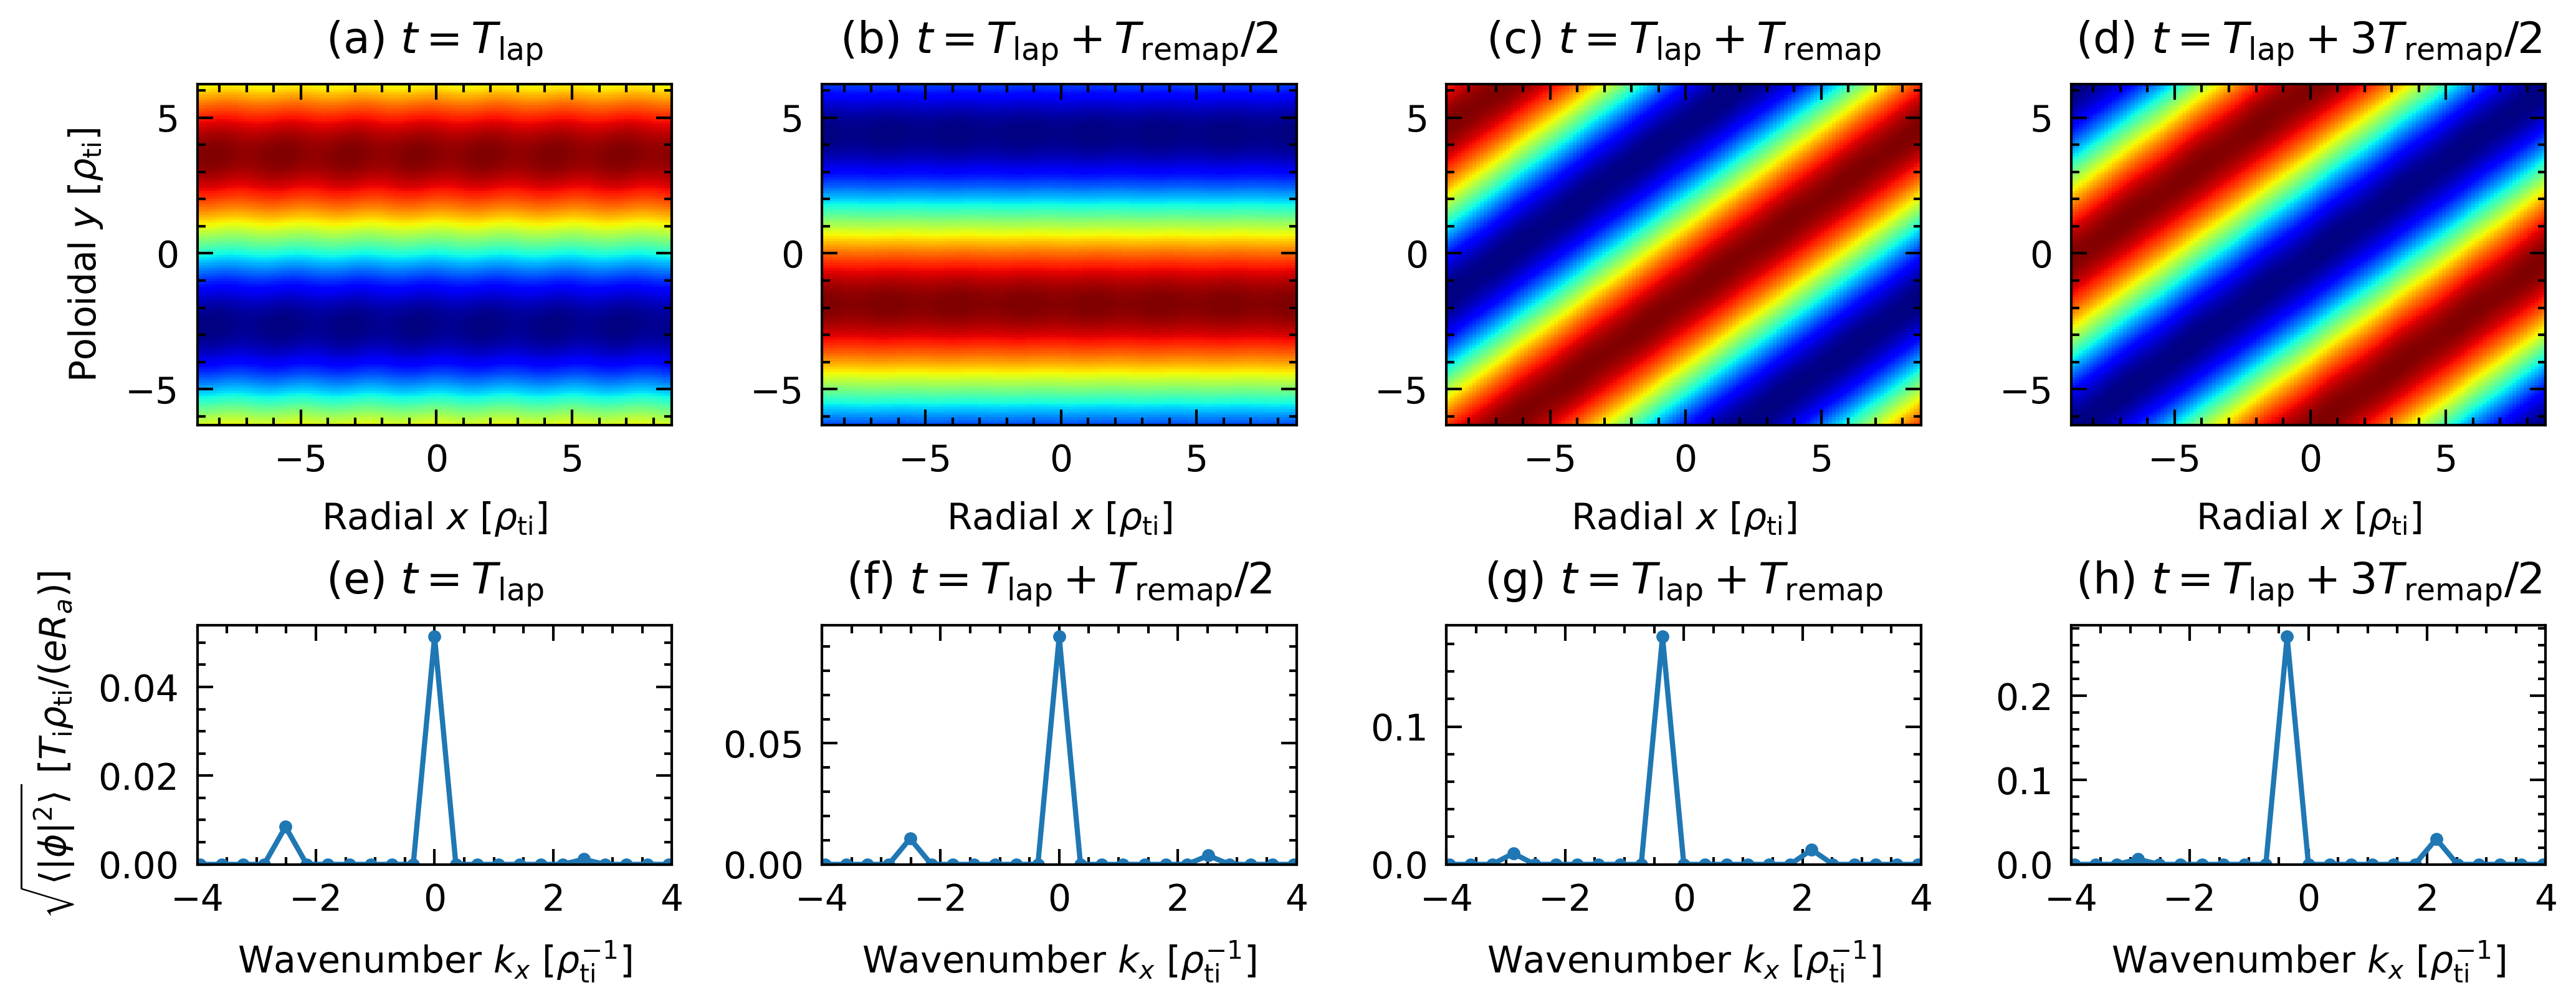 (a) t = T_lap
(b) t = T_lap + T_remap/2
(c) t = T_lap + T_remap
(d) t = T_lap + 3T_remap/2
Poloidal y [ρ_ti]
5
0
−5
−5 0 5
Radial x [ρ_ti]
5
0
−5
−5 0 5
Radial x [ρ_ti]
5
0
−5
−5 0 5
Radial x [ρ_ti]
5
0
−5
−5 0 5
Radial x [ρ_ti]
(e) t = T_lap
(f) t = T_lap + T_remap/2
(g) t = T_lap + T_remap
(h) t = T_lap + 3T_remap/2
√⟨|ϕ|²⟩ [T_iρ_ti/(eR_a)]
0.04
0.02
0.00
−4 −2 0 2 4
Wavenumber k_x [ρ_ti^−1]
0.05
0.00
−4 −2 0 2 4
Wavenumber k_x [ρ_ti^−1]
0.1
0.0
−4 −2 0 2 4
Wavenumber k_x [ρ_ti^−1]
0.2
0.1
0.0
−4 −2 0 2 4
Wavenumber k_x [ρ_ti^−1]